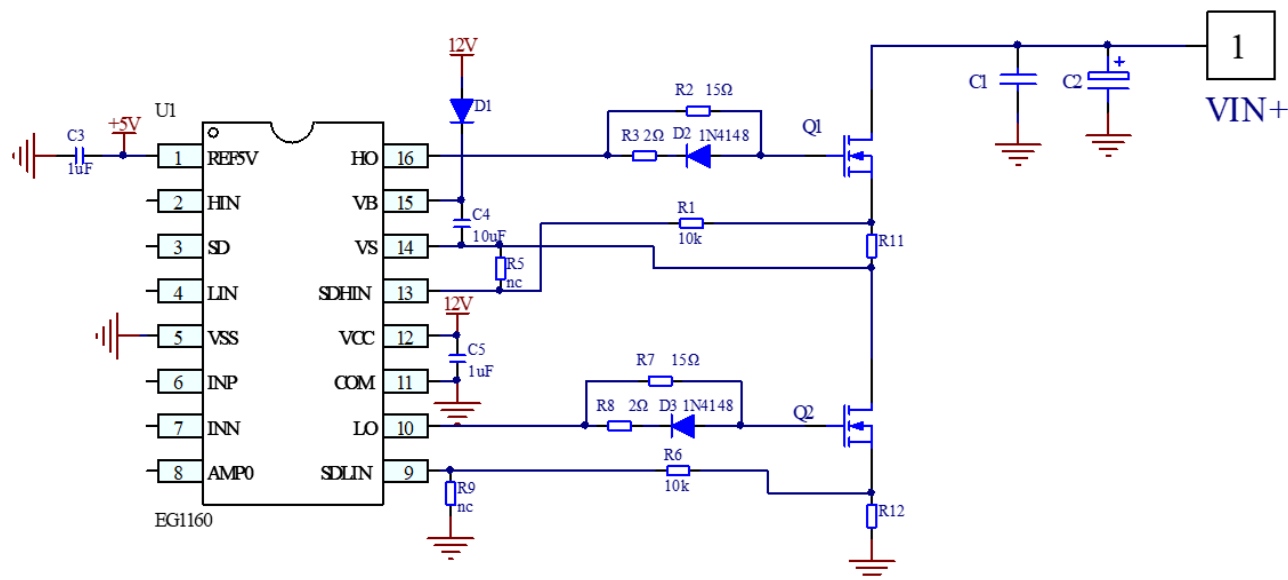 12V
1
VIN+
C1
C2
U1
+5V
C3
1uF
D1
R2 15Ω
R3 2Ω D2 1N4148
Q1
1 REF5V HO 16
2 HIN VB 15
3 SD VS 14
4 LIN SDHIN 13
5 VSS VCC 12
6 INP COM 11
7 INN LO 10
8 AMP0 SDLIN 9
EG1160
C4
10uF
R1
10k
R11
R5
nc
12V
C5
1uF
R7 15Ω
R8 2Ω D3 1N4148
Q2
R6
10k
R9
nc
R12